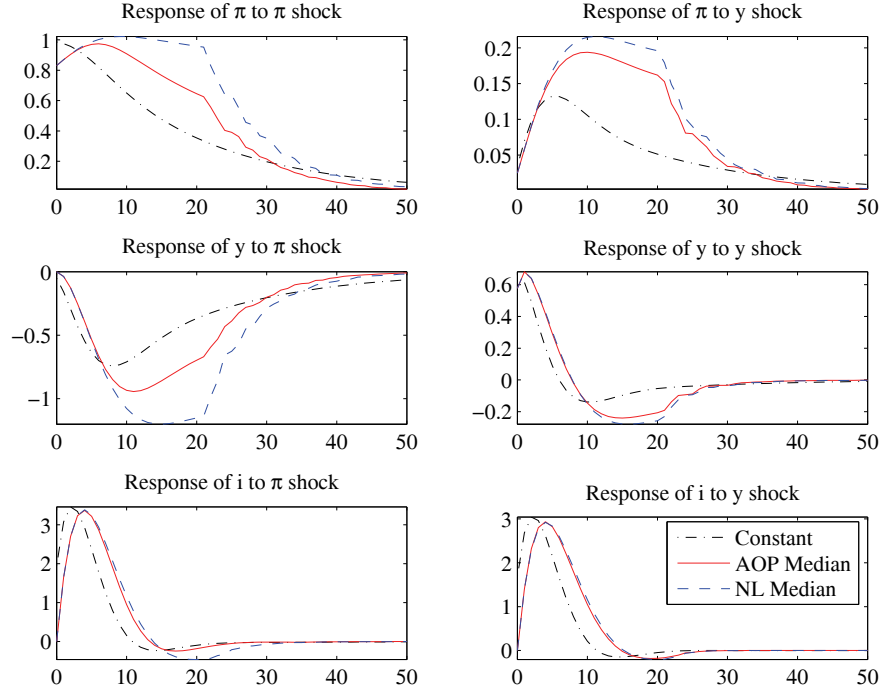 Response of π to π shock
1
0.8
0.6
0.4
0.2
0 10 20 30 40 50
Response of π to y shock
0.2
0.15
0.1
0.05
0 10 20 30 40 50
Response of y to π shock
0
−0.5
−1
0 10 20 30 40 50
Response of y to y shock
0.6
0.4
0.2
0
−0.2
0 10 20 30 40 50
Response of i to π shock
3
2
1
0
0 10 20 30 40 50
Response of i to y shock
3
2
1
0
0 10 20 30 40 50
Constant
AOP Median
NL Median